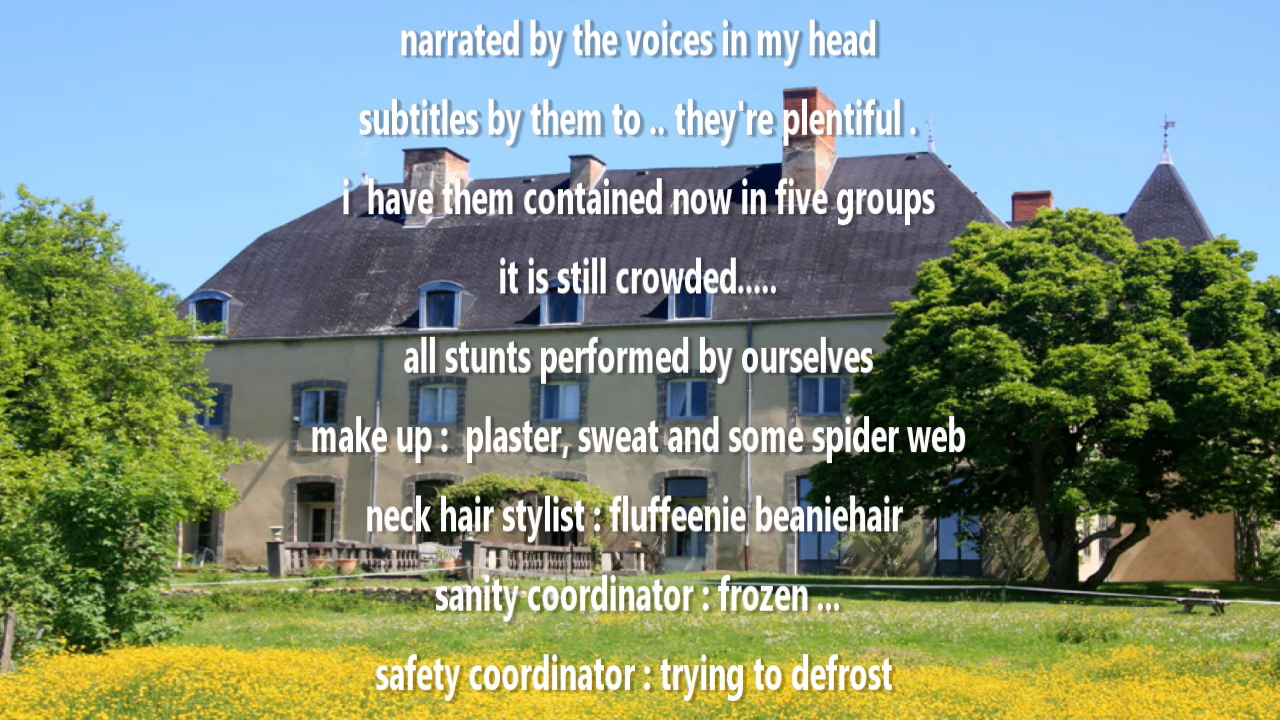 narrated by the voices in my head
subtitles by them to .. they're plentiful .
i  have them contained now in five groups
it is still crowded.....
all stunts performed by ourselves
make up :  plaster, sweat and some spider web
neck hair stylist : fluffeenie beaniehair
sanity coordinator : frozen ...
safety coordinator : trying to defrost